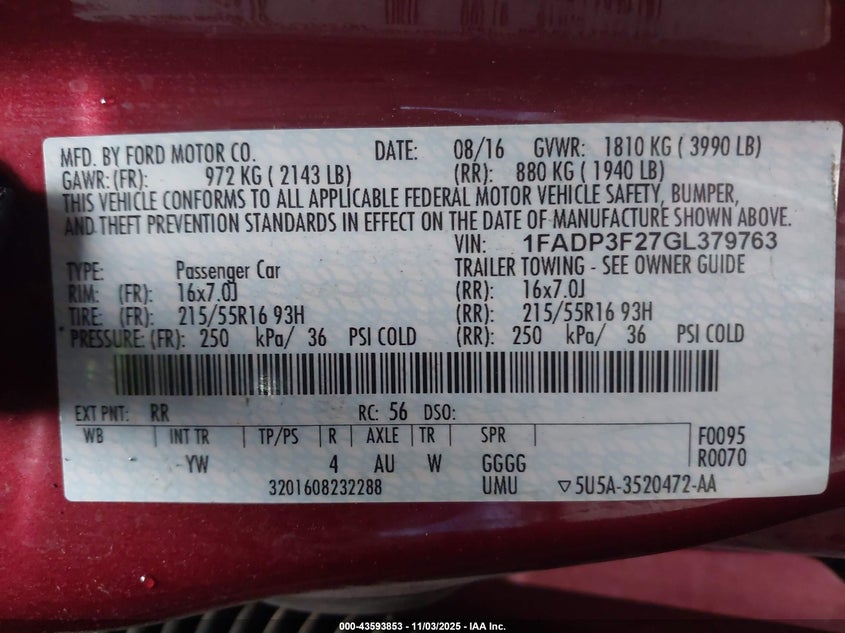 MFD. BY FORD MOTOR CO. DATE: 08/16 GVWR: 1810 KG ( 3990 LB)
GAWR: (FR): 972 KG ( 2143 LB) (RR): 880 KG ( 1940 LB)
THIS VEHICLE CONFORMS TO ALL APPLICABLE FEDERAL MOTOR VEHICLE SAFETY, BUMPER,
AND THEFT PREVENTION STANDARDS IN EFFECT ON THE DATE OF MANUFACTURE SHOWN ABOVE.
VIN: 1FADP3F27GL379763
TYPE: Passenger Car TRAILER TOWING - SEE OWNER GUIDE
RIM: (FR): 16x7.0J (RR): 16x7.0J
TIRE: (FR): 215/55R16 93H (RR): 215/55R16 93H
PRESSURE: (FR): 250 kPa/ 36 PSI COLD (RR): 250 kPa/ 36 PSI COLD
EXT PNT: RR RC: 56 DSO:
WB INT TR TP/PS R AXLE TR SPR F0095
YW 4 AU W GGGG R0070
3201608232288 UMU ▽5U5A-3520472-AA
000-43593853 - 11/03/2025 - IAA Inc.